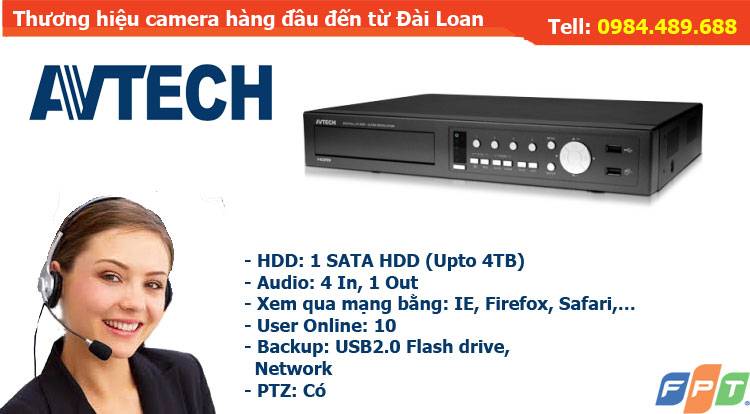 Thương hiệu camera hàng đầu đến từ Đài Loan
Tell: 0984.489.688
AVTECH
AVTECH
HDMI
- HDD: 1 SATA HDD (Upto 4TB)
- Audio: 4 In, 1 Out
- Xem qua mạng bằng: IE, Firefox, Safari,...
- User Online: 10
- Backup: USB2.0 Flash drive,
Network
- PTZ: Có
FPT